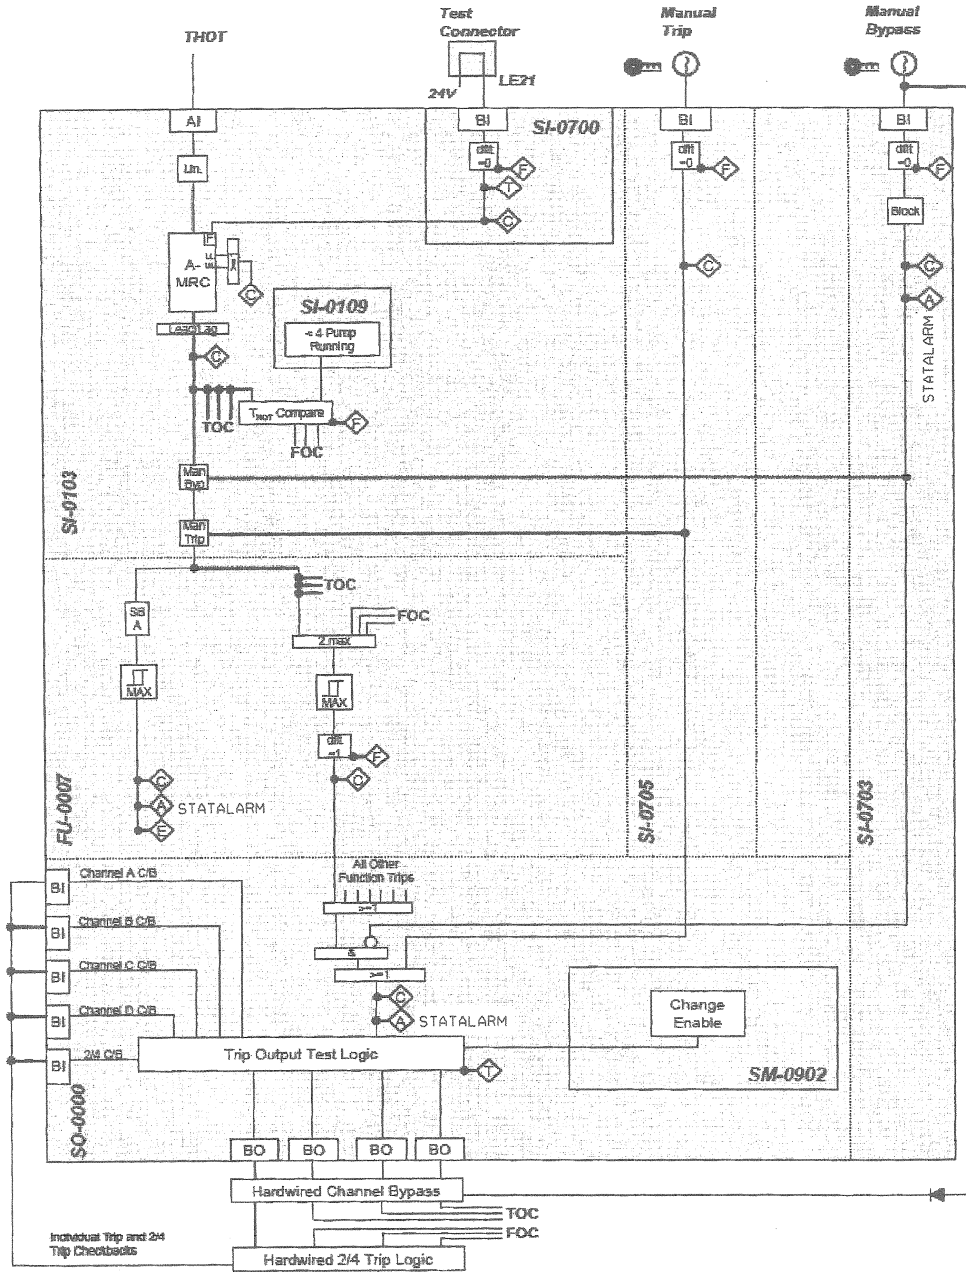 THOT
Test
Connector
24V
LE21
Manual
Trip
Manual
Bypass
AI
BI
SI-0700
BI
BI
Lin.
diff
=0
F
T
C
diff
=0
F
diff
=0
F
Block
A-
MRC
F
C
C
C
A
STATALARM
SI-0109
-< 4 Pump
Running
Lead/Lag
C
THOT Compare
F
TOC
FOC
Man
Byp
Man
Trip
SI-0103
TOC
FOC
SB
A
2.max
MAX
MAX
diff
=1
F
C
C
A
STATALARM
F
FU-0007
SI-0705
SI-0703
All Other
Function Trips
>=1
&
>=1
C
A
STATALARM
BI
Channel A C/B
BI
Channel B C/B
BI
Channel C C/B
BI
Channel D C/B
BI
2/4 C/B
Trip Output Test Logic
T
Change
Enable
SM-0902
SO-0000
BO
BO
BO
BO
Hardwired Channel Bypass
TOC
FOC
Individual Trip and 2/4
Trip Checkbacks
Hardwired 2/4 Trip Logic